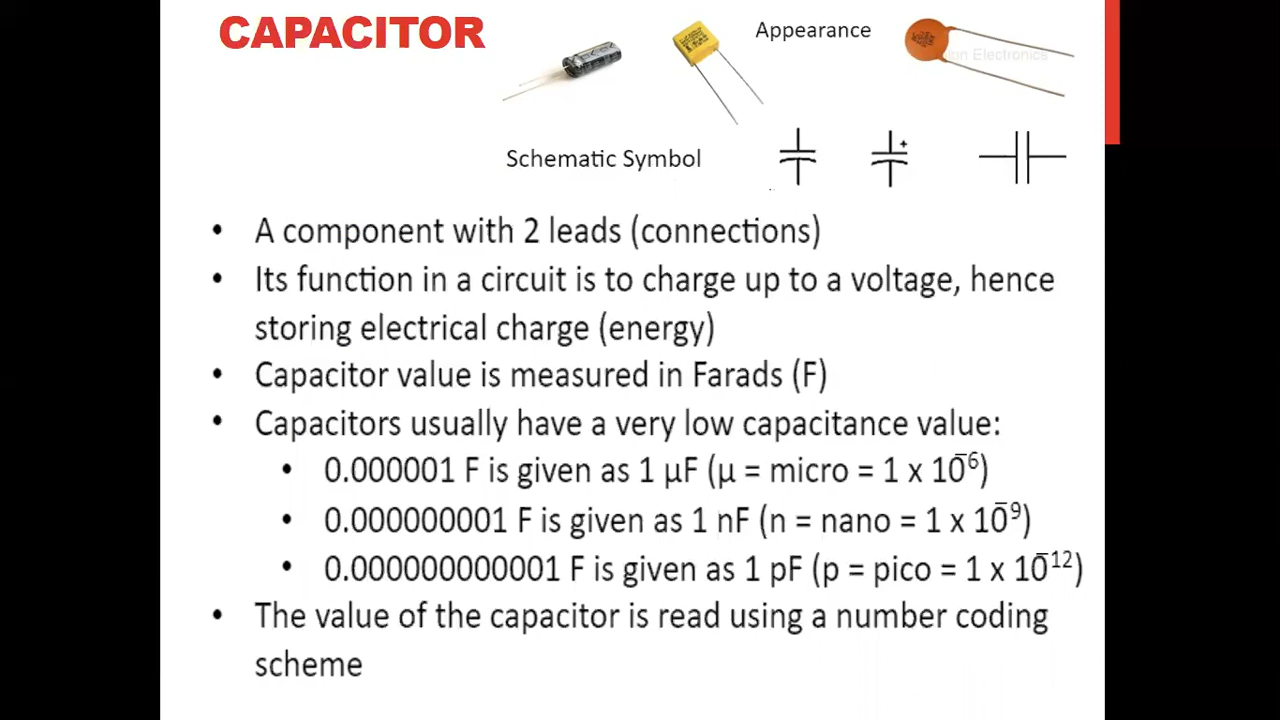 CAPACITOR
Appearance
Schematic Symbol
• A component with 2 leads (connections)
• Its function in a circuit is to charge up to a voltage, hence
storing electrical charge (energy)
• Capacitor value is measured in Farads (F)
• Capacitors usually have a very low capacitance value:
• 0.000001 F is given as 1 μF (μ = micro = 1 x 10⁻⁶)
• 0.000000001 F is given as 1 nF (n = nano = 1 x 10⁻⁹)
• 0.000000000001 F is given as 1 pF (p = pico = 1 x 10⁻¹²)
• The value of the capacitor is read using a number coding
scheme